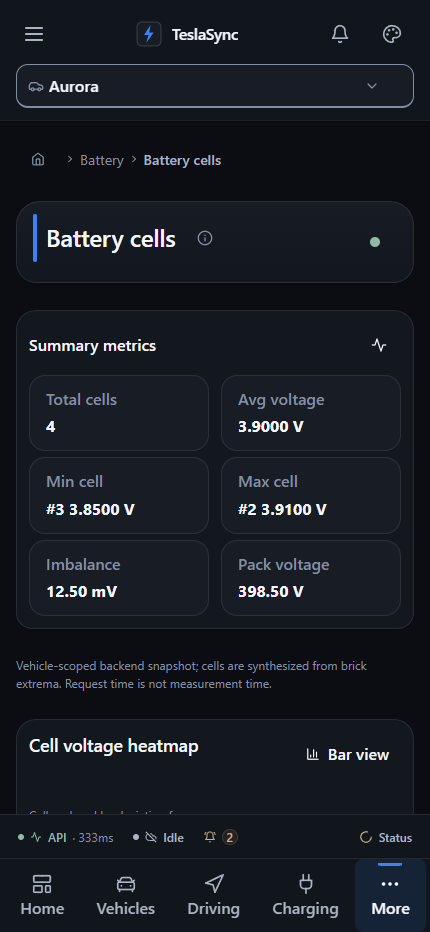 TeslaSync
Aurora
Battery
Battery cells
Battery cells
Summary metrics
Total cells
4
Avg voltage
3.9000 V
Min cell
#3 3.8500 V
Max cell
#2 3.9100 V
Imbalance
12.50 mV
Pack voltage
398.50 V
Vehicle-scoped backend snapshot; cells are synthesized from brick
extrema. Request time is not measurement time.
Cell voltage heatmap
Bar view
API · 333ms
Idle
2
Status
Home
Vehicles
Driving
Charging
More